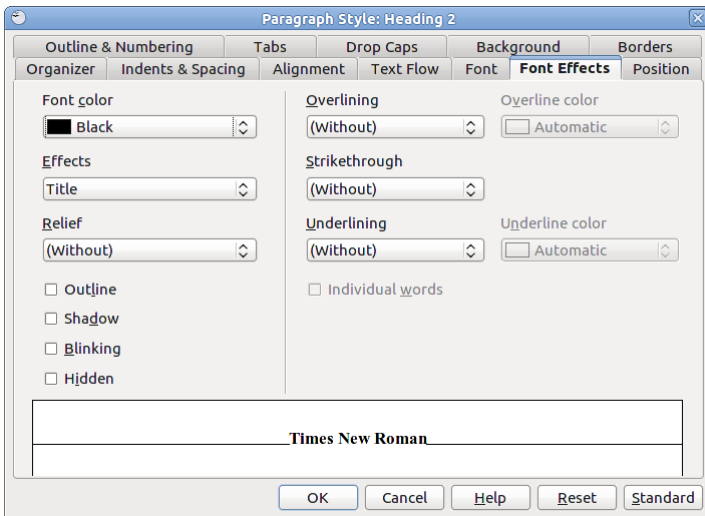 Paragraph Style: Heading 2
Outline & Numbering Tabs Drop Caps Background Borders
Organizer Indents & Spacing Alignment Text Flow Font Font Effects Position
Font color Overlining Overline color
Black (Without) Automatic
Effects Strikethrough
Title (Without)
Relief Underlining Underline color
(Without) (Without) Automatic
Outline Individual words
Shadow
Blinking
Hidden
Times New Roman
OK Cancel Help Reset Standard